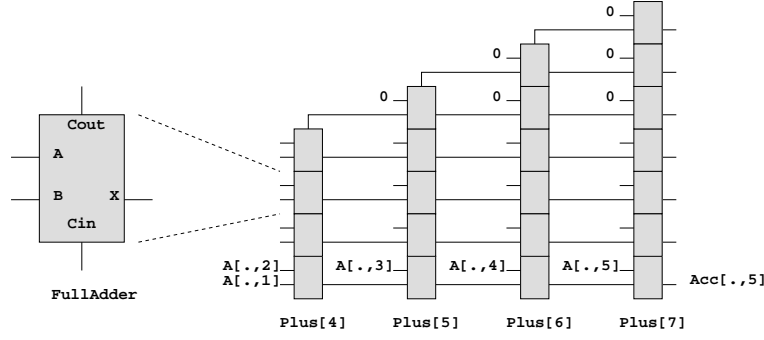 0
0
0
Cout
0
0
0
A
B X
Cin
A[.,2] A[.,3] A[.,4] A[.,5]
A[.,1] Acc[.,5]
FullAdder
Plus[4] Plus[5] Plus[6] Plus[7]